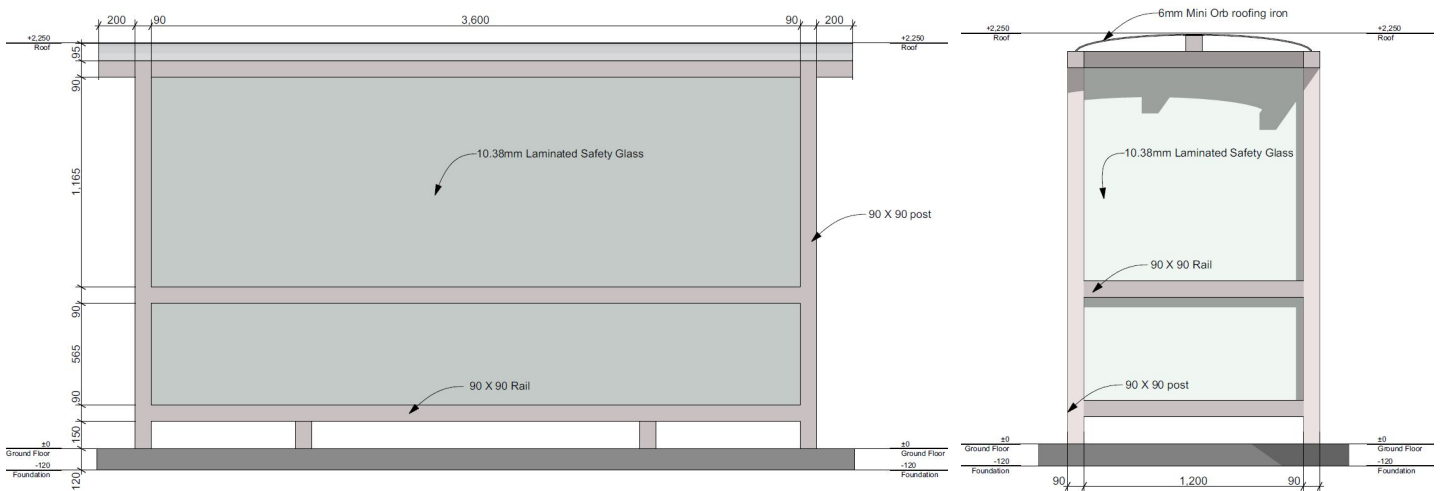 200
90
3,600
90
200
+2,250
Roof
+2,250
Roof
95
90
1,165
90
565
90
150
120
10.38mm Laminated Safety Glass
90 X 90 post
90 X 90 Rail
±0
Ground Floor
-120
Foundation
±0
Ground Floor
-120
Foundation
6mm Mini Orb roofing iron
+2,250
Roof
+2,250
Roof
10.38mm Laminated Safety Glass
90 X 90 Rail
90 X 90 post
±0
Ground Floor
-120
Foundation
±0
Ground Floor
-120
Foundation
90
1,200
90